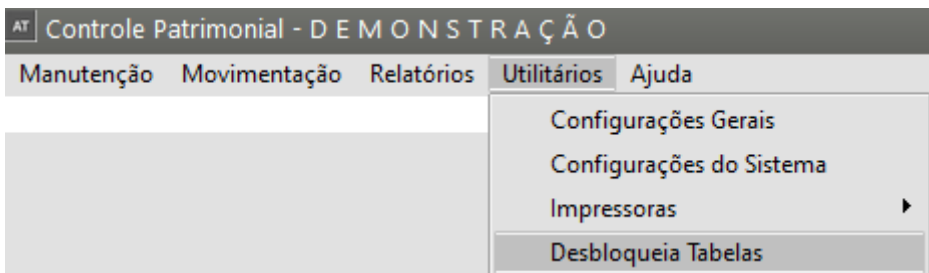 AT Controle Patrimonial - D E M O N S T R A Ç Ã O
Manutenção Movimentação Relatórios Utilitários Ajuda
Configurações Gerais
Configurações do Sistema
Impressoras
Desbloqueia Tabelas